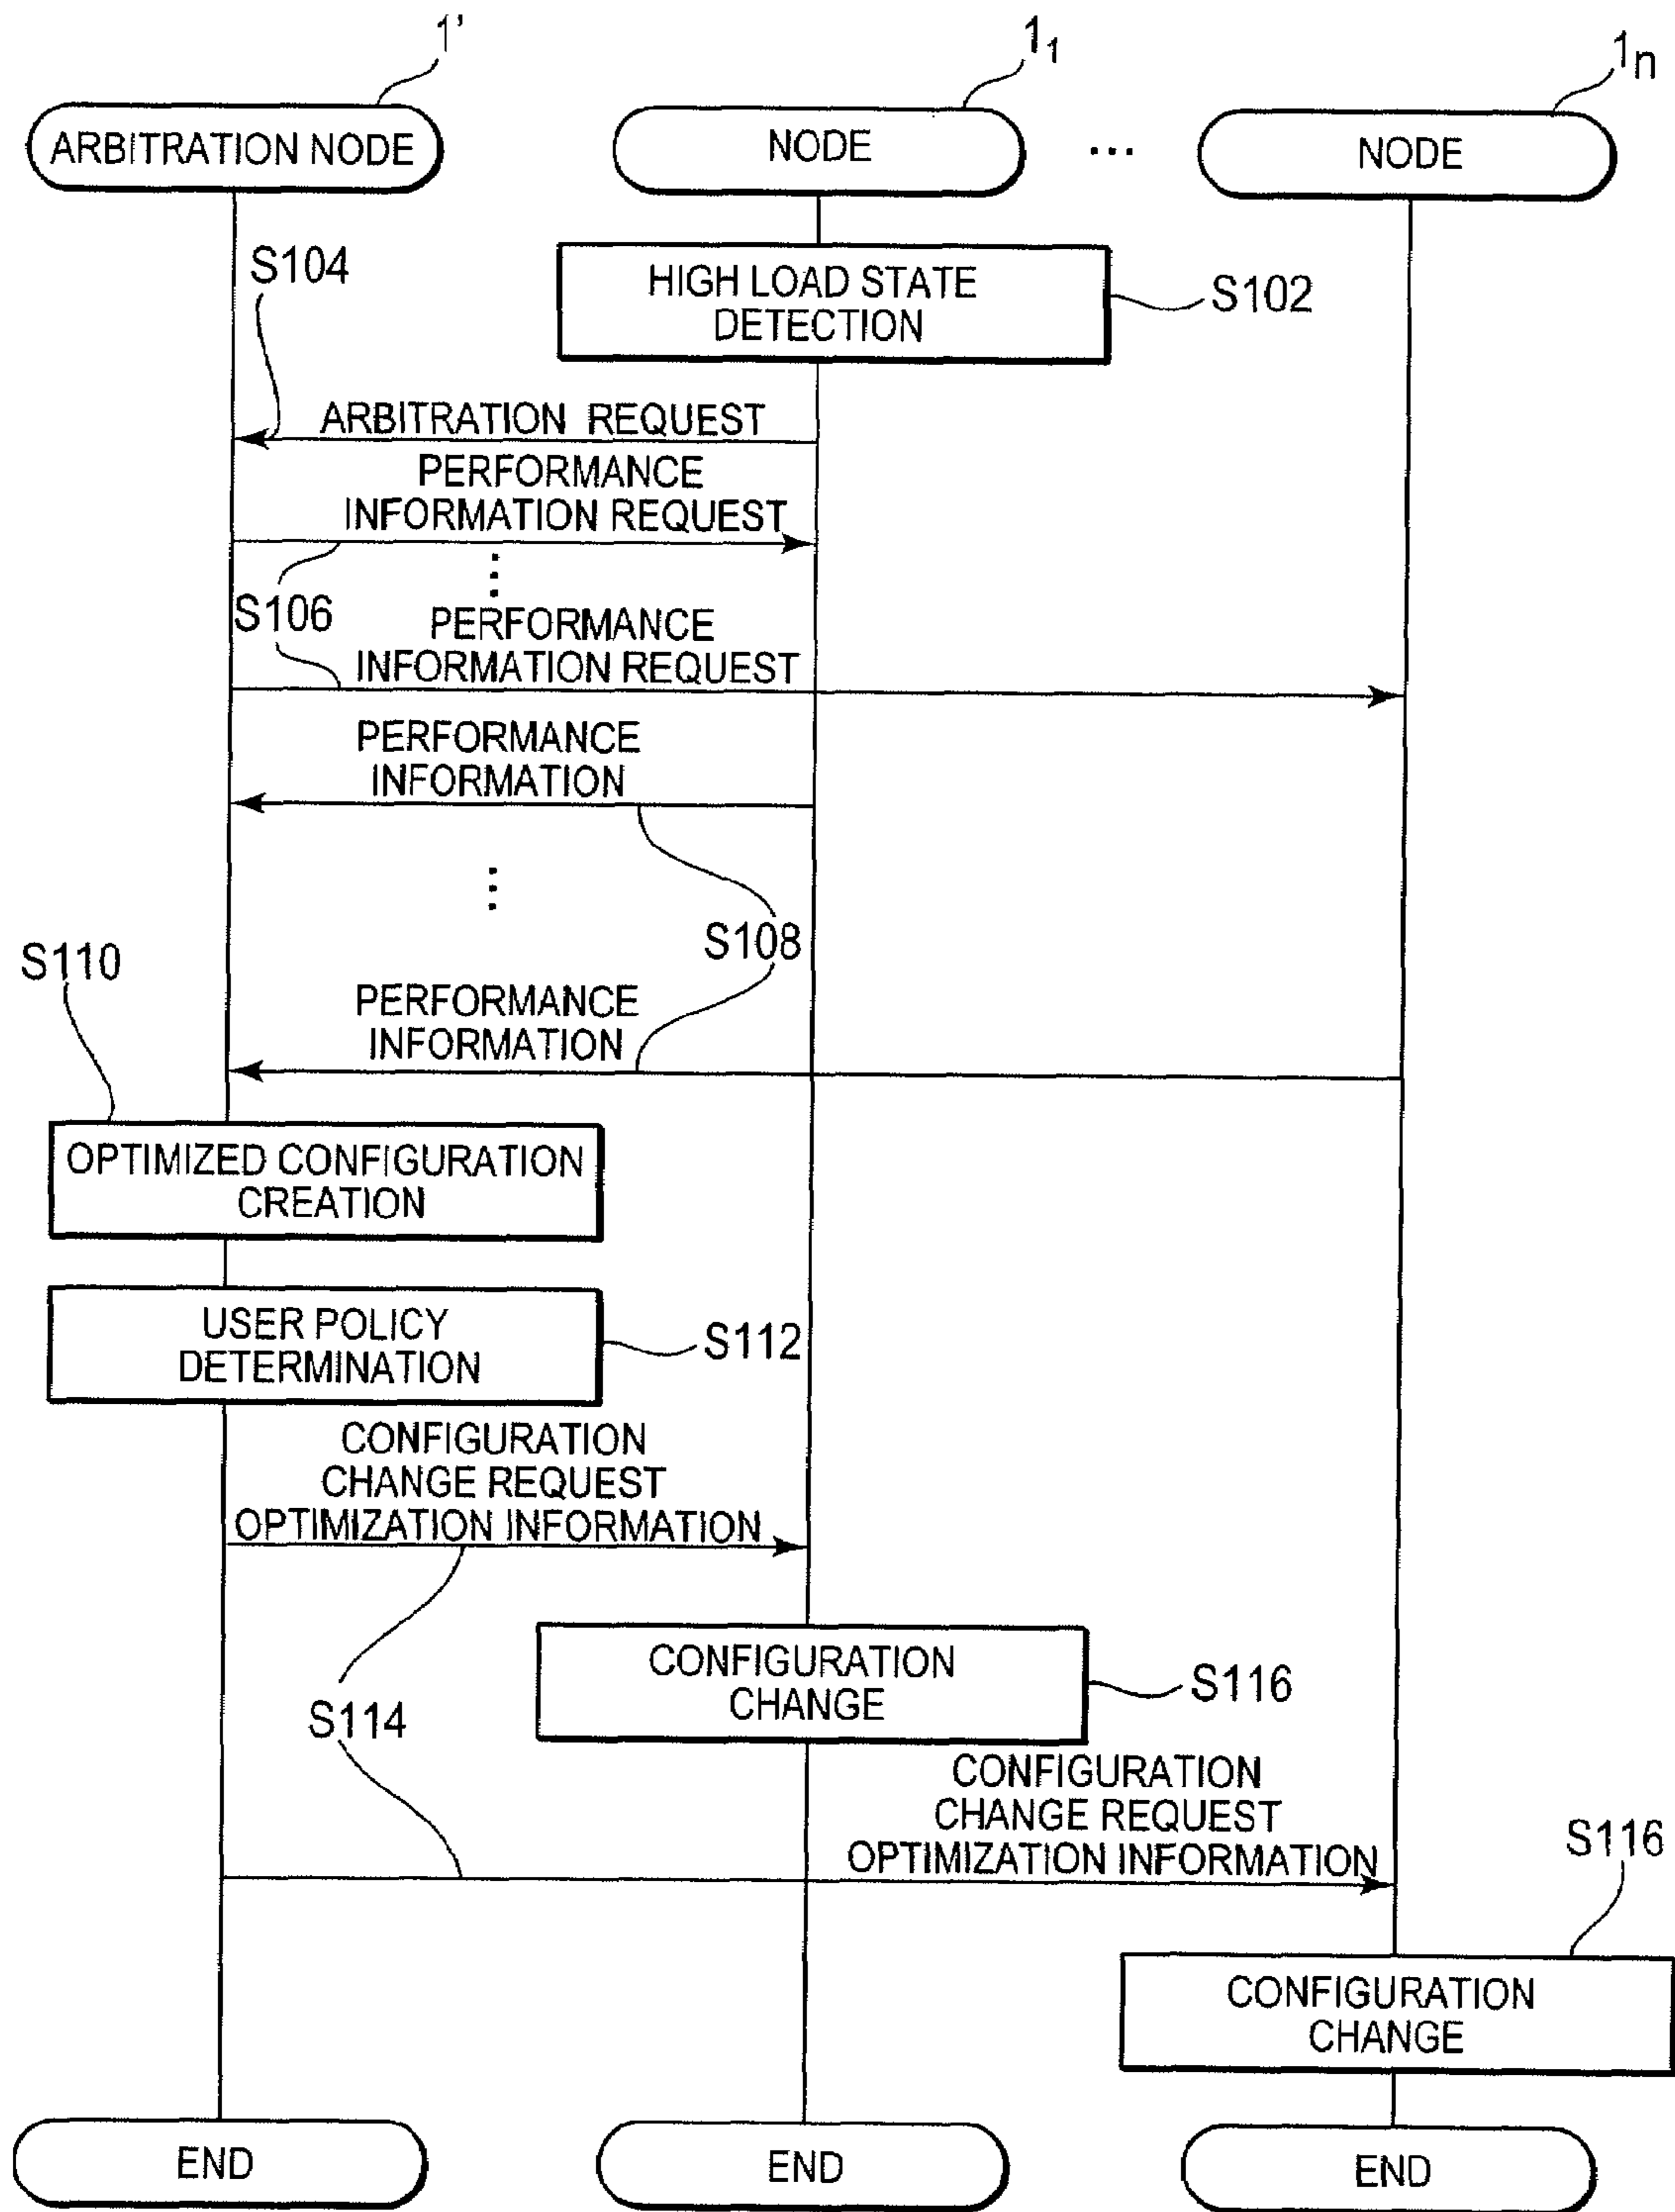 1'
1₁
1ₙ
ARBITRATION NODE
NODE
...
NODE
HIGH LOAD STATE
DETECTION
S102
S104
ARBITRATION REQUEST
PERFORMANCE
INFORMATION REQUEST
S106
PERFORMANCE
INFORMATION REQUEST
PERFORMANCE
INFORMATION
S108
S110
PERFORMANCE
INFORMATION
OPTIMIZED CONFIGURATION
CREATION
USER POLICY
DETERMINATION
S112
CONFIGURATION
CHANGE REQUEST
OPTIMIZATION INFORMATION
CONFIGURATION
CHANGE
S116
S114
CONFIGURATION
CHANGE REQUEST
OPTIMIZATION INFORMATION
S116
CONFIGURATION
CHANGE
END
END
END